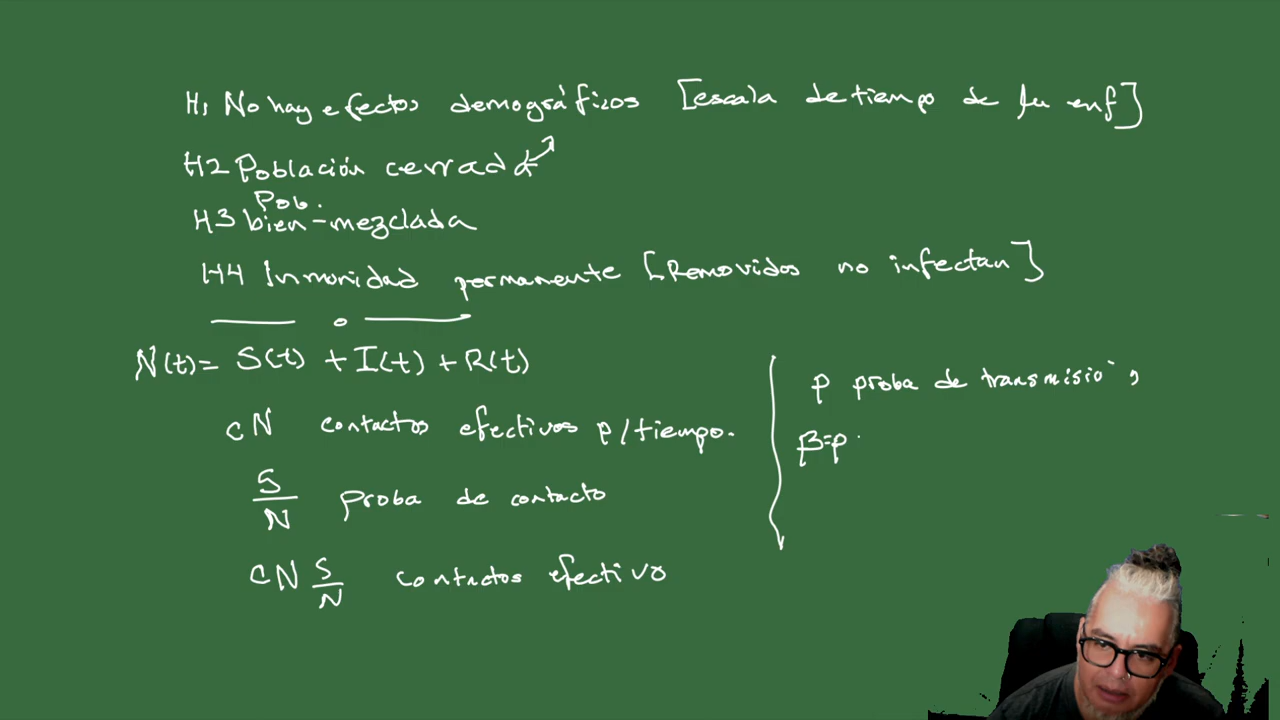 H1 No hay efectos demográficos [escala de tiempo de la enf]
H2 Población cerrada
Pob.
H3 bien-mezclada
H4 Inmunidad permanente [Removidos no infectan]
N(t)= S(t) + I(t) + R(t)
cN contactos efectivos p/tiempo.
S/N proba de contacto
cN S/N contactos efectivo
p proba de transmisio,
β=p